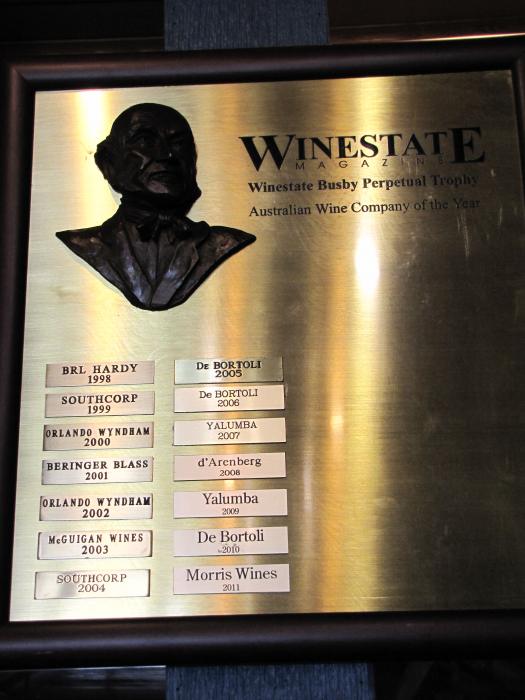 WINESTATE
MAGAZINE
Winestate Busby Perpetual Trophy
Australian Wine Company of the Year
BRL HARDY
1998
SOUTHCORP
1999
ORLANDO WYNDHAM
2000
BERINGER BLASS
2001
ORLANDO WYNDHAM
2002
McGUIGAN WINES
2003
SOUTHCORP
2004
DE BORTOLI
2005
De BORTOLI
2006
YALUMBA
2007
d'Arenberg
2008
Yalumba
2009
De Bortoli
2010
Morris Wines
2011